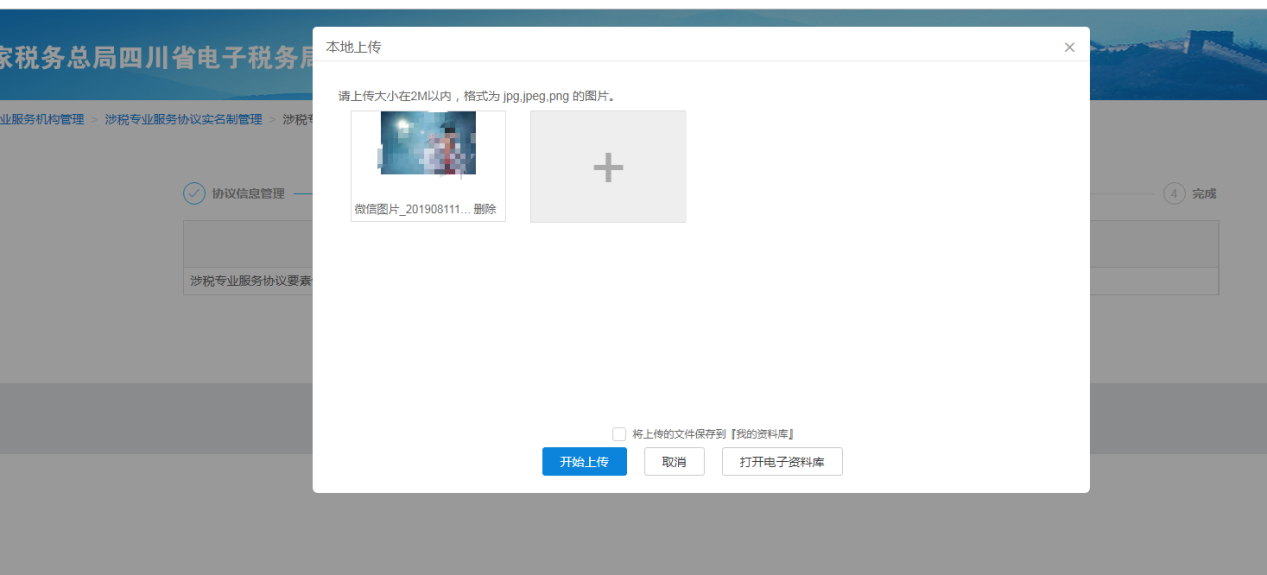 本地上传
家税务总局四川省电子税务局
请上传大小在2M以内，格式为 jpg,jpeg,png 的图片。
业服务机构管理 > 涉税专业服务协议实名制管理 > 涉税
微信图片_201908111... 删除
协议信息管理
4 完成
涉税专业服务协议要素
将上传的文件保存到『我的资料库』
开始上传 取消 打开电子资料库